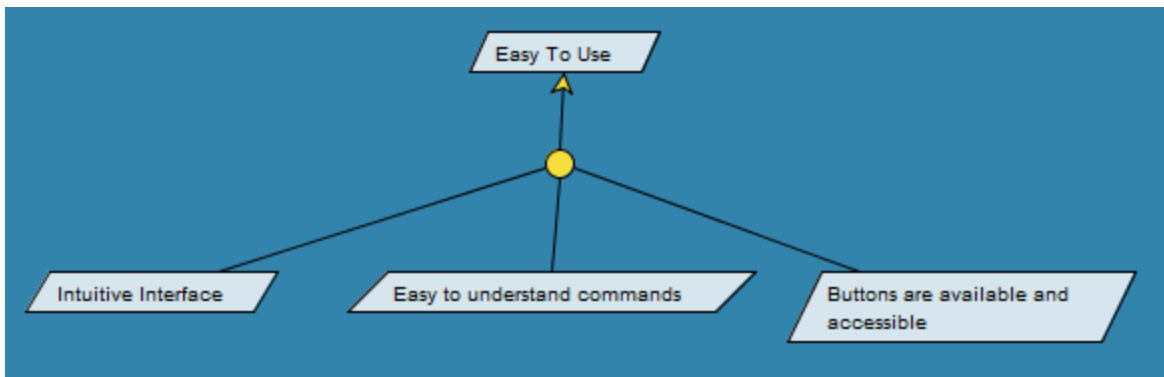 Easy To Use
Intuitive Interface
Easy to understand commands
Buttons are available and
accessible